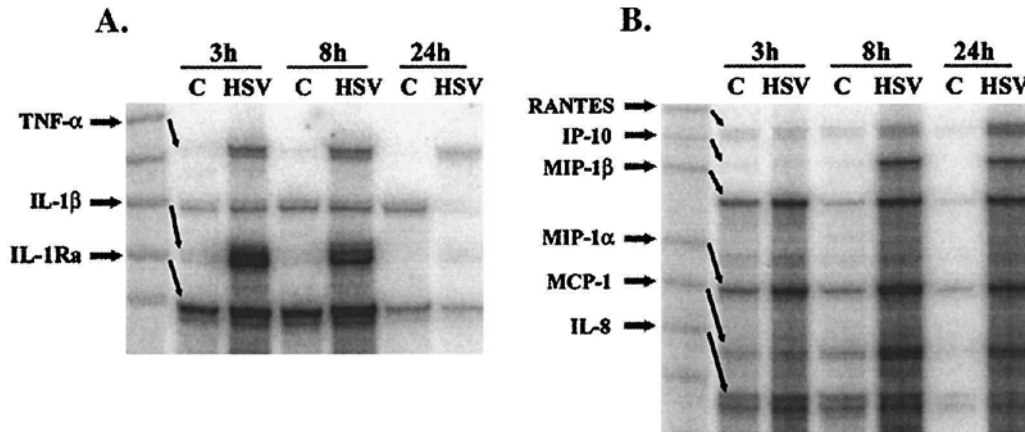 A.
3h 8h 24h
C HSV C HSV C HSV
TNF-α
IL-1β
IL-1Ra
B.
3h 8h 24h
C HSV C HSV C HSV
RANTES
IP-10
MIP-1β
MIP-1α
MCP-1
IL-8